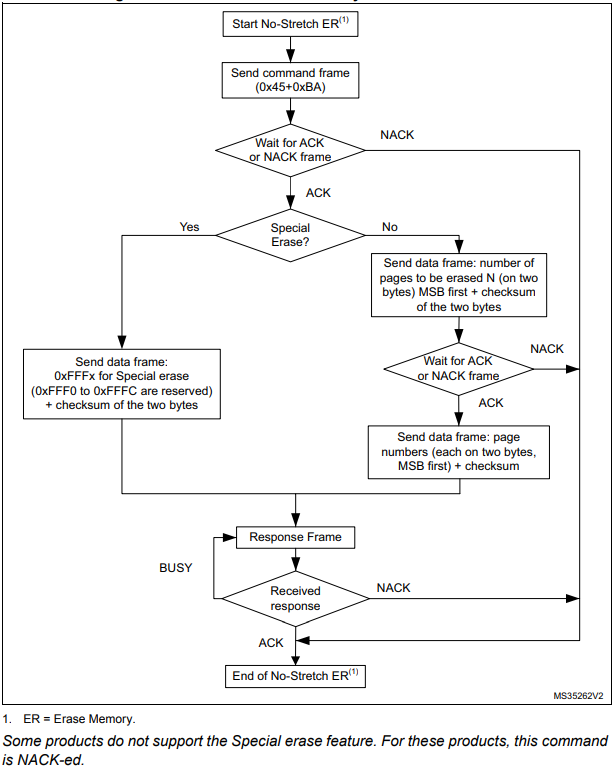 Start No-Stretch ER(1)
Send command frame
(0x45+0xBA)
Wait for ACK
or NACK frame
NACK
ACK
Special
Erase?
Yes
No
Send data frame: number of
pages to be erased N (on two
bytes) MSB first + checksum
of the two bytes
Wait for ACK
or NACK frame
NACK
ACK
Send data frame:
0xFFFx for Special erase
(0xFFF0 to 0xFFFC are reserved)
+ checksum of the two bytes
Send data frame: page
numbers (each on two bytes,
MSB first) + checksum
Response Frame
BUSY
Received
response
NACK
ACK
End of No-Stretch ER(1)
MS35262V2
1. ER = Erase Memory.
Some products do not support the Special erase feature. For these products, this command
is NACK-ed.